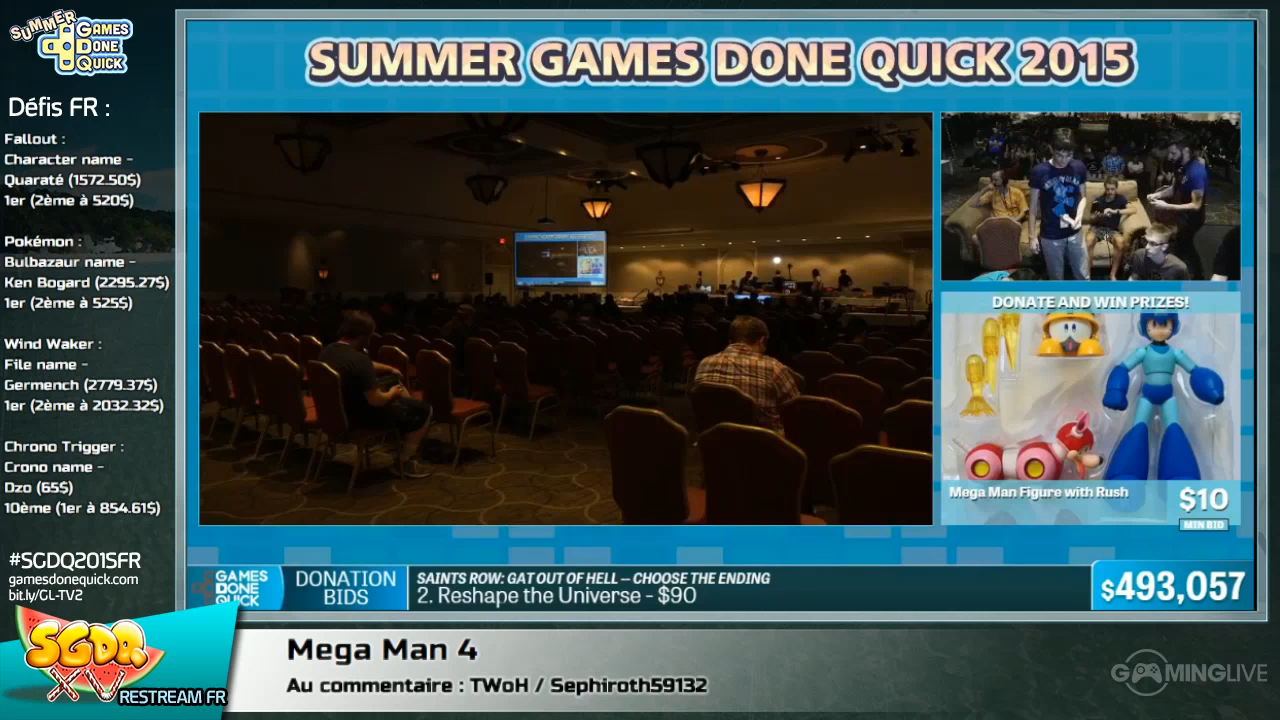 SUMMER
GAMES
DONE
QUICK
Défis FR :
Fallout :
Character name -
Quaraté (1572.50$)
1er (2ème à 520$)
Pokémon :
Bulbazaur name -
Ken Bogard (2295.27$)
1er (2ème à 525$)
Wind Waker :
File name -
Germench (2779.37$)
1er (2ème à 2032.32$)
Chrono Trigger :
Crono name -
Dzo (65$)
10ème (1er à 854.61$)
#SGDQ2015FR
gamesdonequick.com
bit.ly/GL-TV2
SGDQ
XV
RESTREAM FR
SUMMER GAMES DONE QUICK 2015
DONATE AND WIN PRIZES!
Mega Man Figure with Rush
$10
MIN BID
GAMES
DONE
QUICK
DONATION
BIDS
SAINTS ROW: GAT OUT OF HELL – CHOOSE THE ENDING
2. Reshape the Universe - $90
$493,057
Mega Man 4
Au commentaire : TWoH / Sephiroth59132
GAMINGLIVE